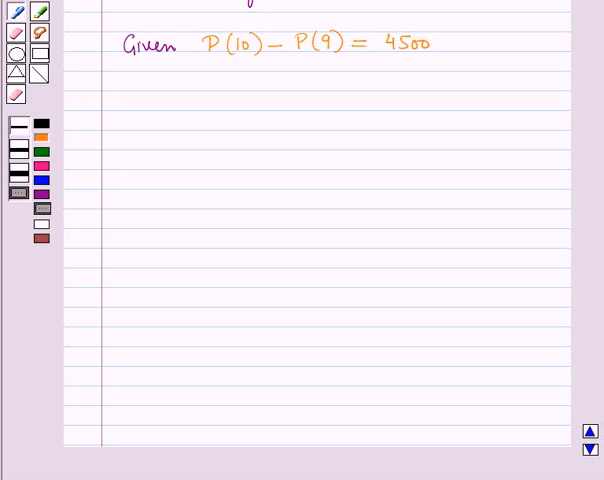 Given P(10) – P(9) = 4500